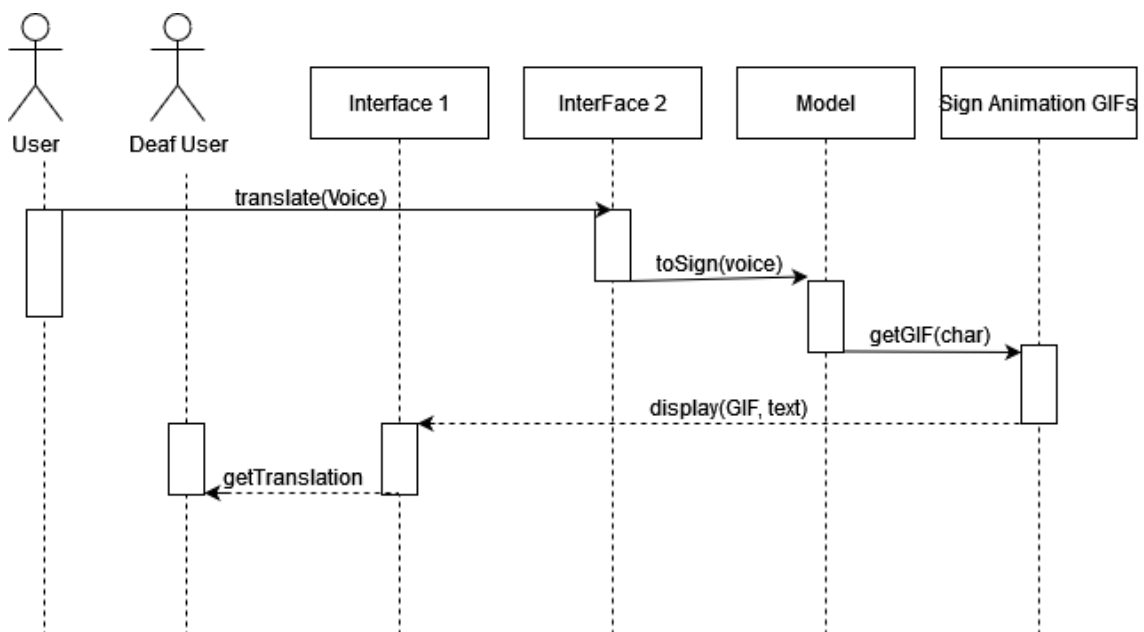 User
Deaf User
Interface 1
InterFace 2
Model
Sign Animation GIFs
translate(Voice)
toSign(voice)
getGIF(char)
display(GIF, text)
getTranslation